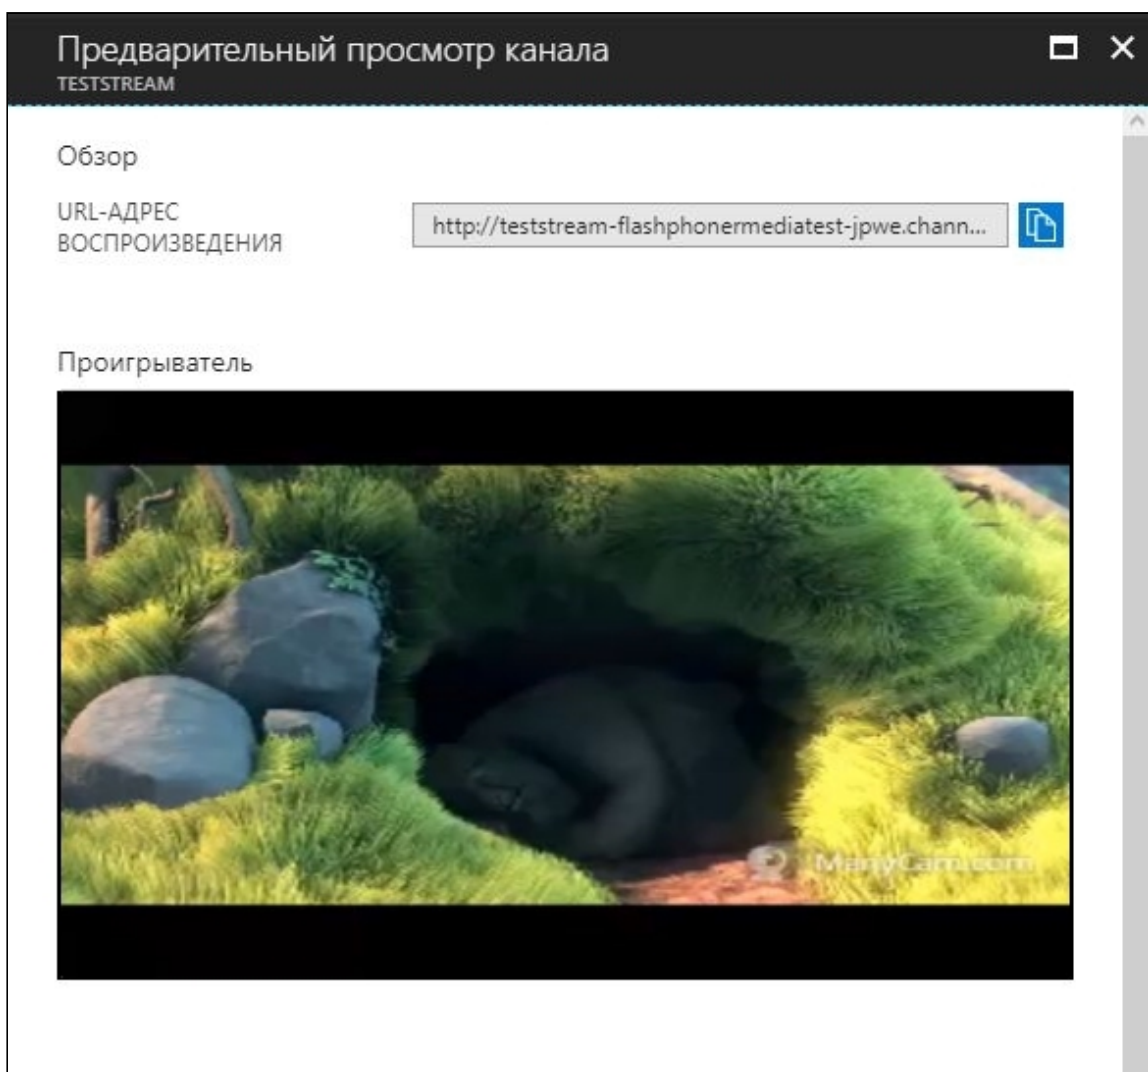 Предварительный просмотр канала
TESTSTREAM
Обзор
URL-АДРЕС
ВОСПРОИЗВЕДЕНИЯ
http://teststream-flashphonermediatest-jpwe.chann...
Проигрыватель
ManyCam.com